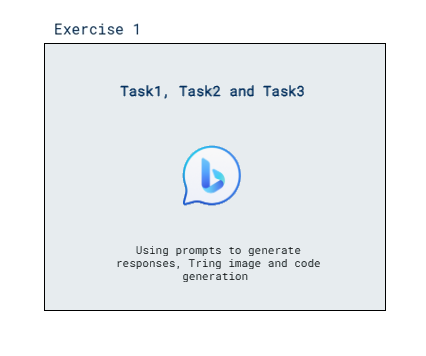 Exercise 1
Task1, Task2 and Task3
Using prompts to generate
responses, Tring image and code
generation